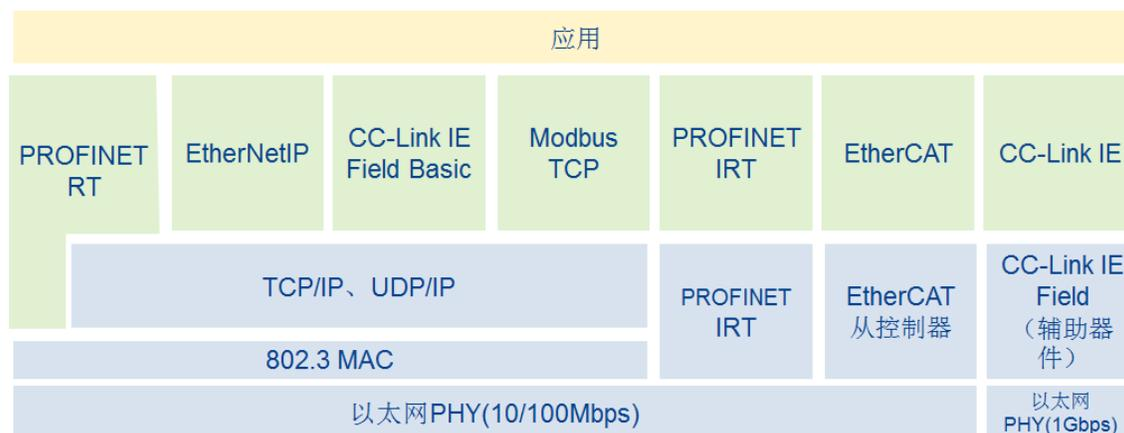 应用
PROFINET
RT
EtherNetIP
CC-Link IE
Field Basic
Modbus
TCP
PROFINET
IRT
EtherCAT
CC-Link IE
TCP/IP、UDP/IP
PROFINET
IRT
EtherCAT
从控制器
CC-Link IE
Field
（辅助器
件）
802.3 MAC
以太网PHY(10/100Mbps)
以太网
PHY(1Gbps)